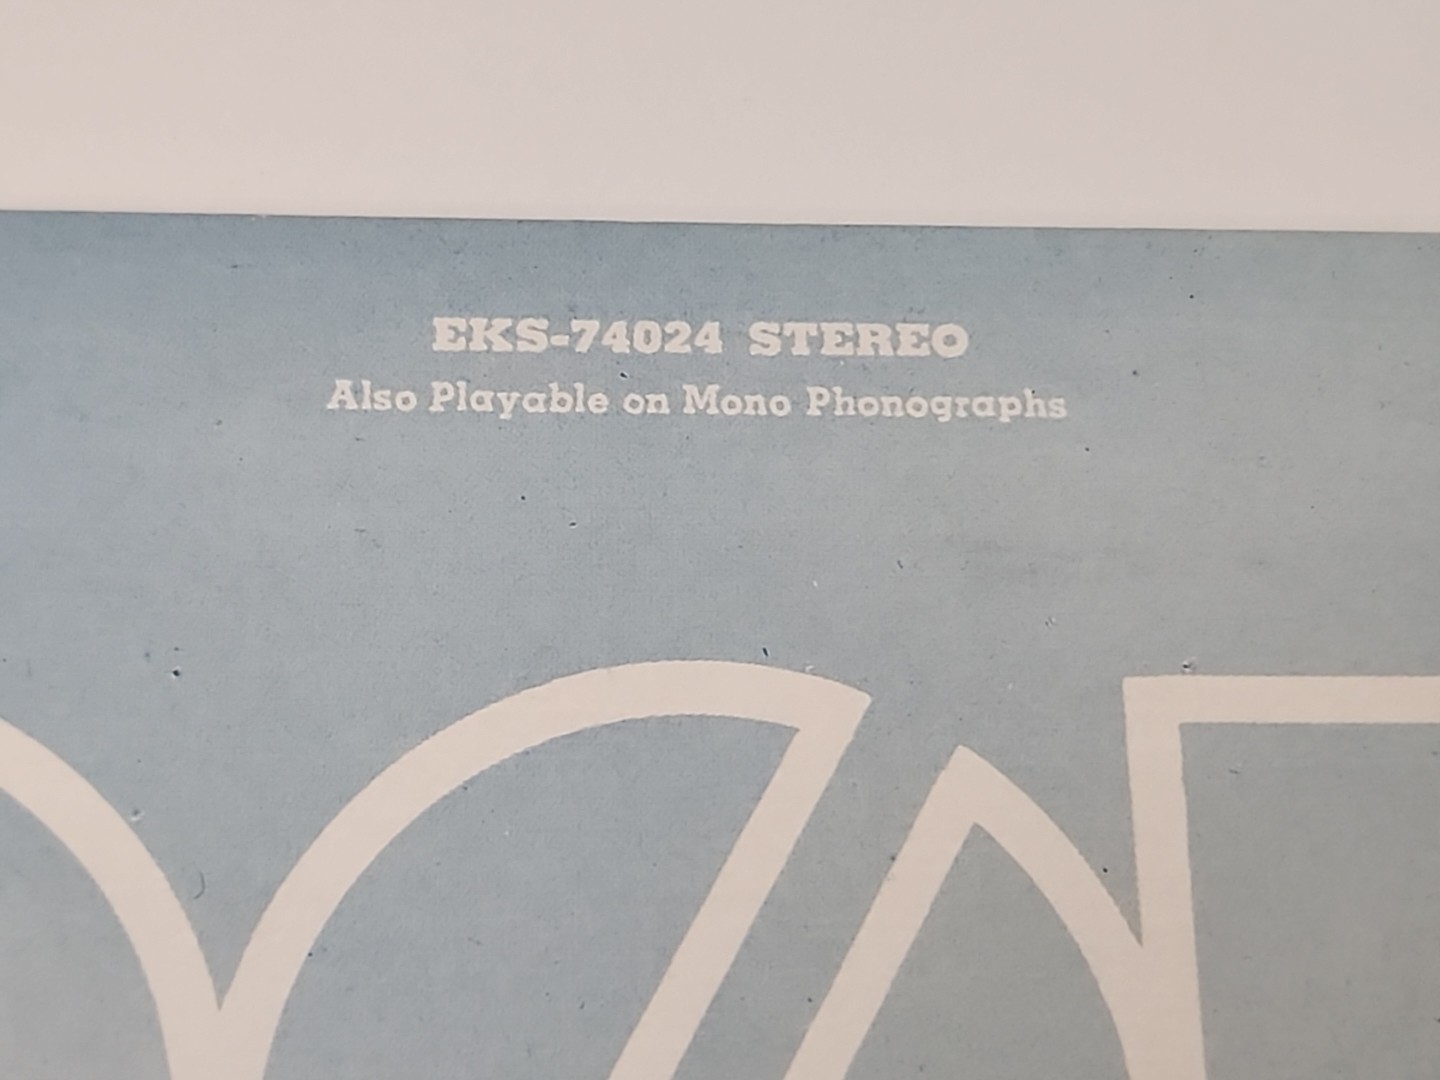 EKS-74024 STEREO
Also Playable on Mono Phonographs